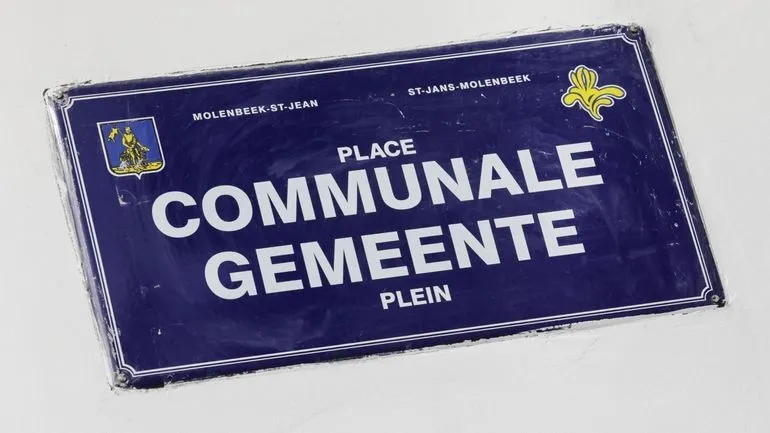 MOLENBEEK-ST-JEAN ST-JANS-MOLENBEEK
PLACE
COMMUNALE
GEMEENTE
PLEIN